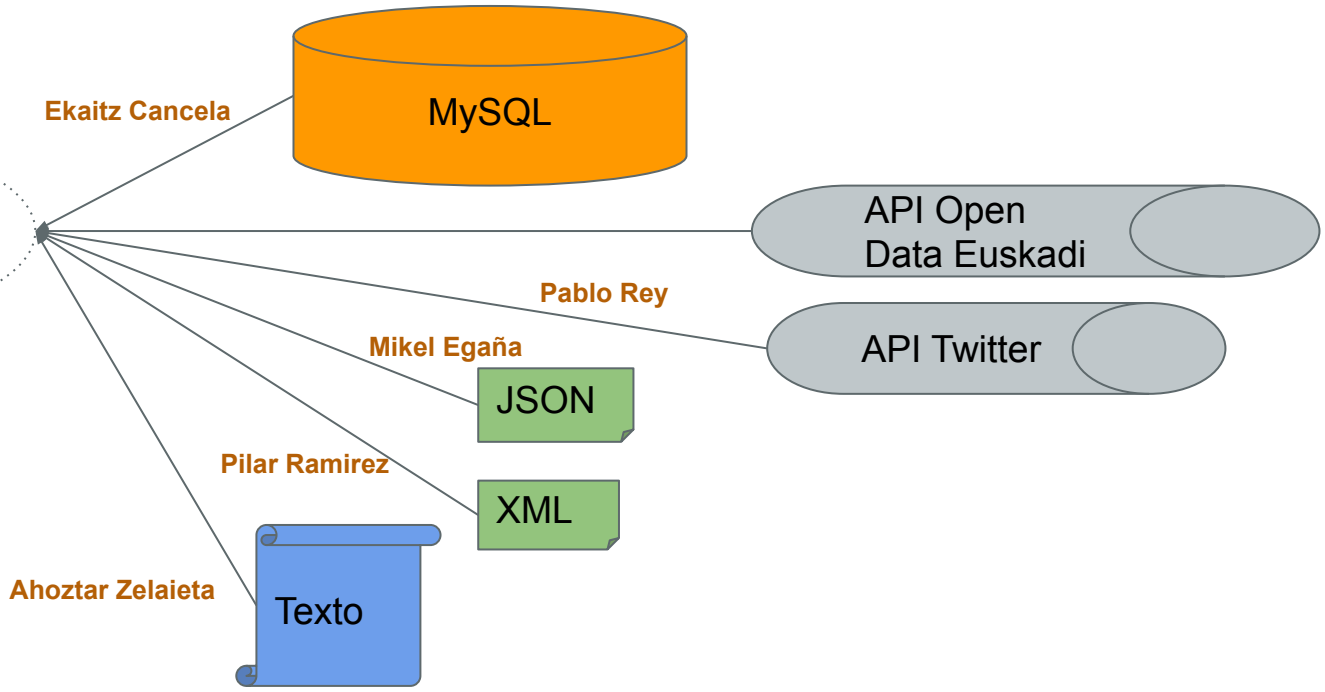 Ekaitz Cancela
MySQL
API Open
Data Euskadi
Pablo Rey
API Twitter
Mikel Egaña
JSON
Pilar Ramirez
XML
Ahoztar Zelaieta
Texto